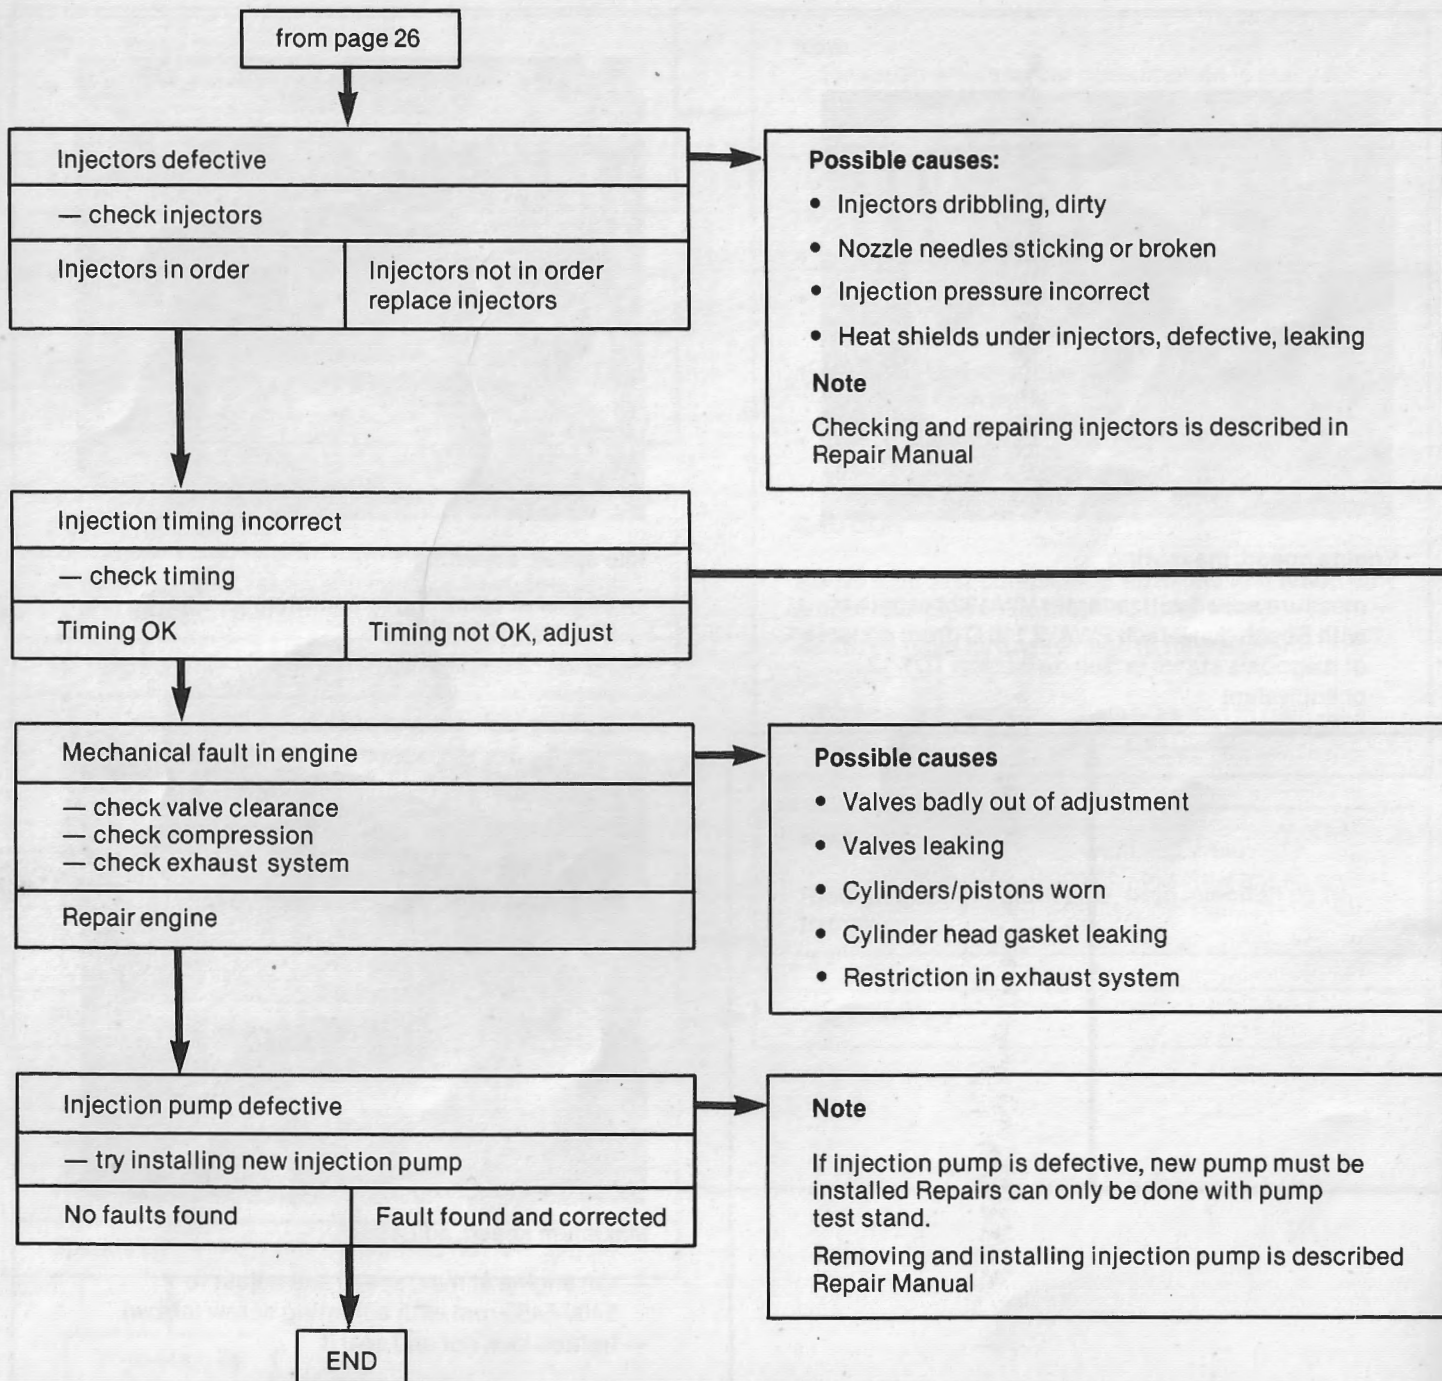 from page 26
Injectors defective
— check injectors
Injectors in order
Injectors not in order
replace injectors
Possible causes:
• Injectors dribbling, dirty
• Nozzle needles sticking or broken
• Injection pressure incorrect
• Heat shields under injectors, defective, leaking
Note
Checking and repairing injectors is described in
Repair Manual
Injection timing incorrect
— check timing
Timing OK
Timing not OK, adjust
Mechanical fault in engine
— check valve clearance
— check compression
— check exhaust system
Repair engine
Possible causes
• Valves badly out of adjustment
• Valves leaking
• Cylinders/pistons worn
• Cylinder head gasket leaking
• Restriction in exhaust system
Injection pump defective
— try installing new injection pump
No faults found
Fault found and corrected
Note
If injection pump is defective, new pump must be
installed Repairs can only be done with pump
test stand.
Removing and installing injection pump is described
Repair Manual
END